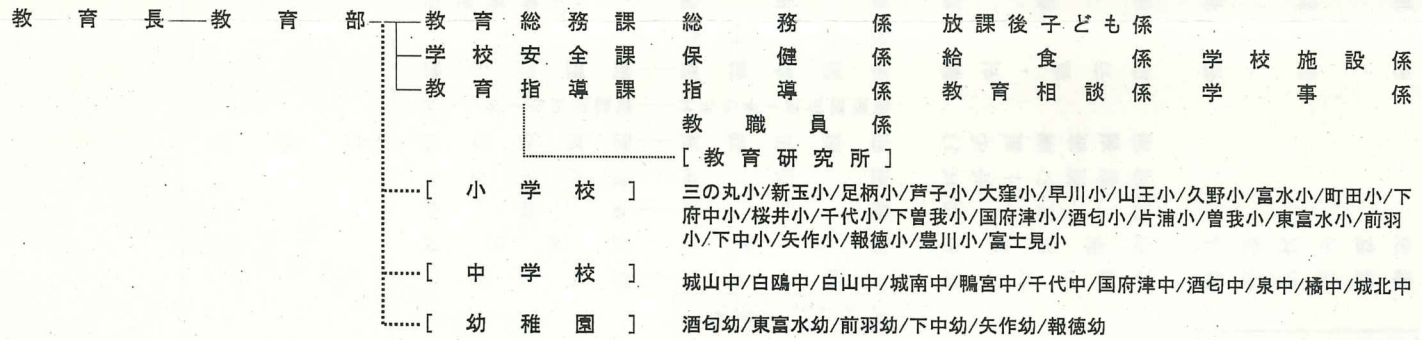 教育長 教育部 教育総務課 総務係 放課後子ども係
学校安全課 保健係 給食係 学校施設係
教育指導課 指導係 教育相談係 学事係
教職員係
[教育研究所]
[小学校] 三の丸小/新玉小/足柄小/芦子小/大窪小/早川小/山王小/久野小/富水小/町田小/下
府中小/桜井小/千代小/下曽我小/国府津小/酒匂小/片浦小/曽我小/東富水小/前羽
小/下中小/矢作小/報徳小/豊川小/富士見小
[中学校] 城山中/白鴎中/白山中/城南中/鴨宮中/千代中/国府津中/酒匂中/泉中/橘中/城北中
[幼稚園] 酒匂幼/東富水幼/前羽幼/下中幼/矢作幼/報徳幼